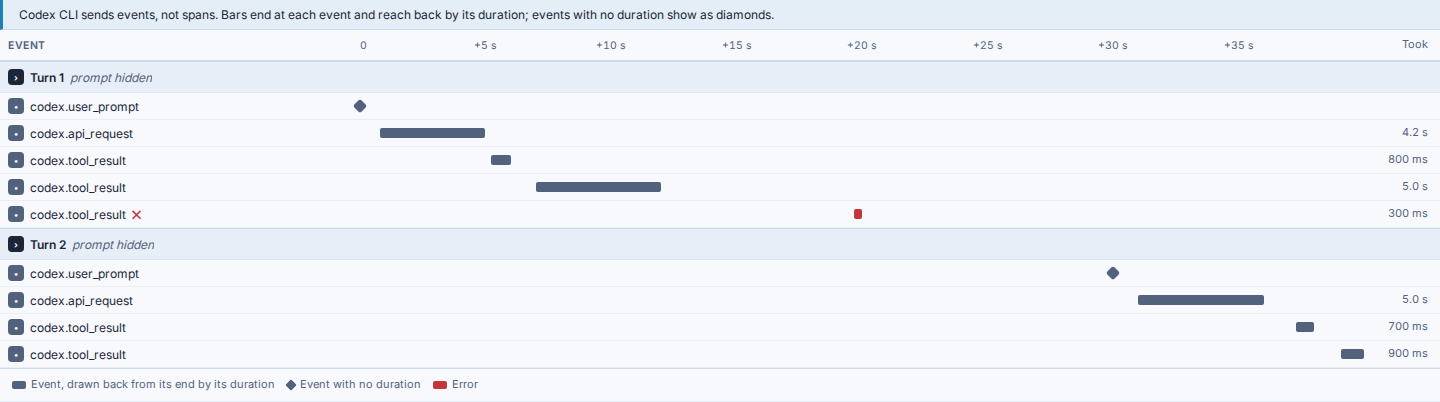 Codex CLI sends events, not spans. Bars end at each event and reach back by its duration; events with no duration show as diamonds.
EVENT 0 +5 s +10 s +15 s +20 s +25 s +30 s +35 s Took
Turn 1 prompt hidden
codex.user_prompt
codex.api_request 4.2 s
codex.tool_result 800 ms
codex.tool_result 5.0 s
codex.tool_result 300 ms
Turn 2 prompt hidden
codex.user_prompt
codex.api_request 5.0 s
codex.tool_result 700 ms
codex.tool_result 900 ms
Event, drawn back from its end by its duration Event with no duration Error